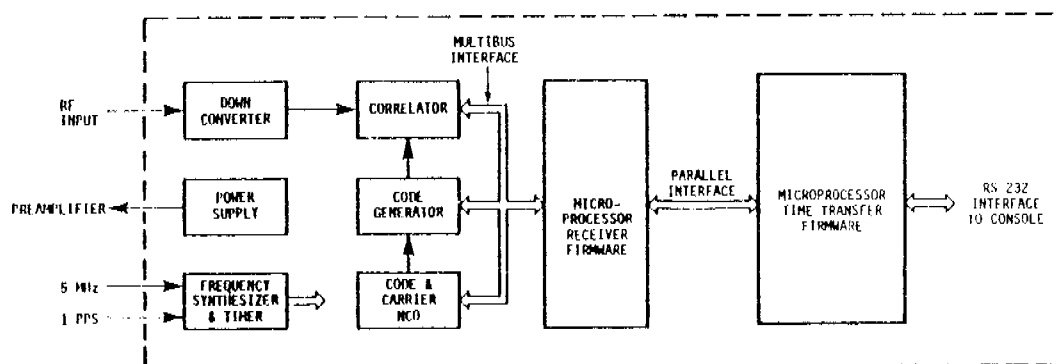 MULTIBUS
INTERFACE
RF
INPUT
DOWN
CONVERTER
CORRELATOR
PREAMPLIFIER
POWER
SUPPLY
CODE
GENERATOR
MICRO-
PROCESSOR
RECEIVER
FIRMWARE
PARALLEL
INTERFACE
MICROPROCESSOR
TIME TRANSFER
FIRMWARE
RS 232
INTERFACE
TO CONSOLE
5 MHz
1 PPS
FREQUENCY
SYNTHESIZER
& TIMER
CODE &
CARRIER
NCO